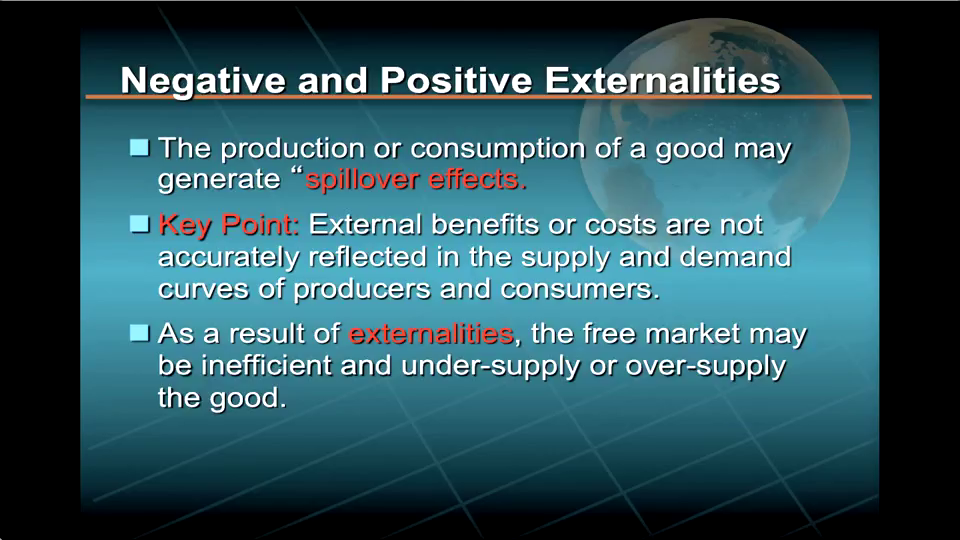 Negative and Positive Externalities
The production or consumption of a good may
generate “spillover effects.
Key Point: External benefits or costs are not
accurately reflected in the supply and demand
curves of producers and consumers.
As a result of externalities, the free market may
be inefficient and under-supply or over-supply
the good.